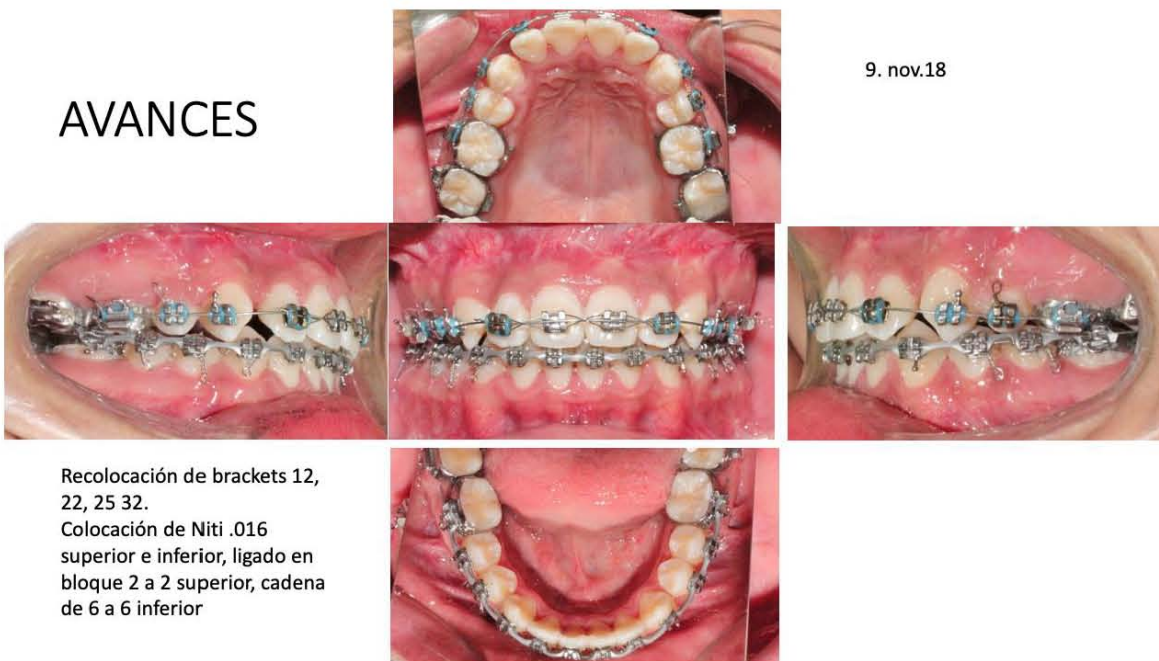 AVANCES
9. nov.18
Recolocación de brackets 12,
22, 25 32.
Colocación de Niti .016
superior e inferior, ligado en
bloque 2 a 2 superior, cadena
de 6 a 6 inferior